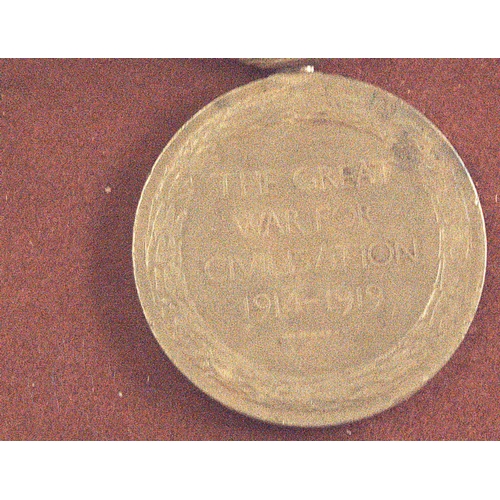 THE GREAT
WAR FOR
CIVILISATION
1914-1919